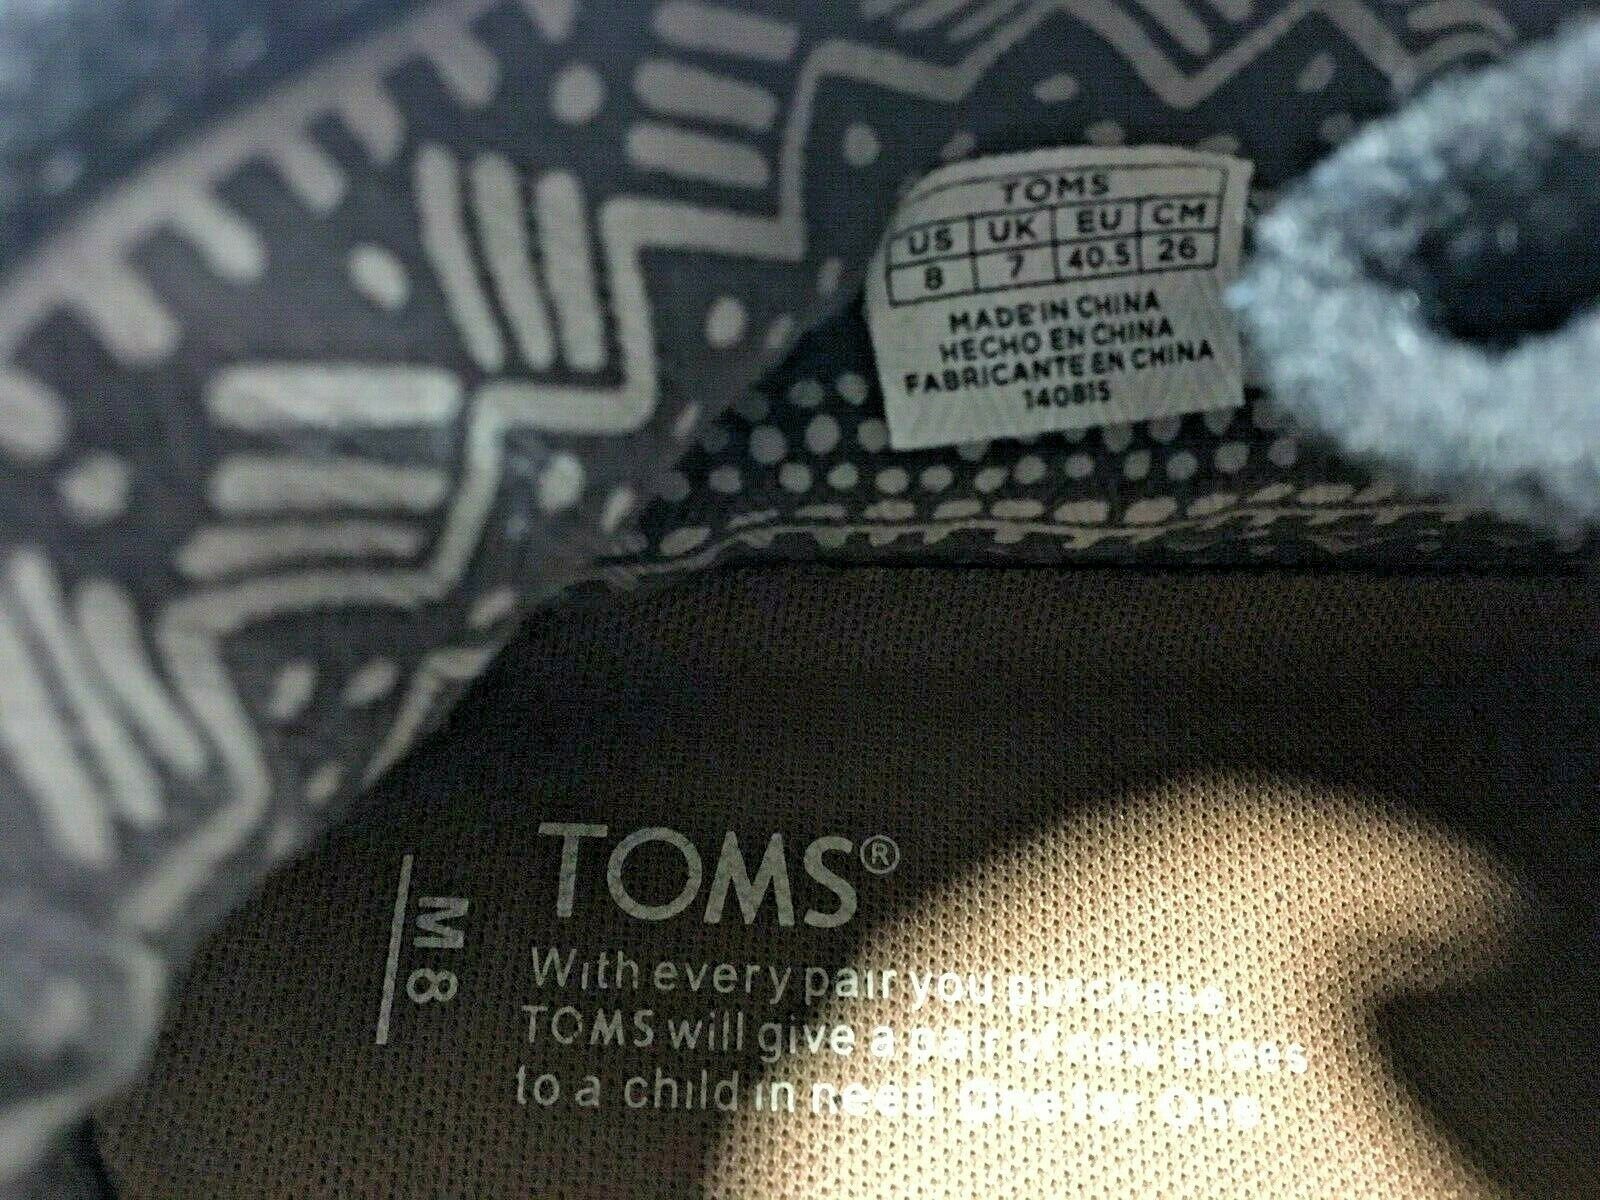 TOMS
US UK EU CM
8 7 40.5 26
MADE IN CHINA
HECHO EN CHINA
FABRICANTE EN CHINA
140815
TOMS®
M 8
With every pair you purchase
TOMS will give a pair of new shoes
to a child in need. One for One